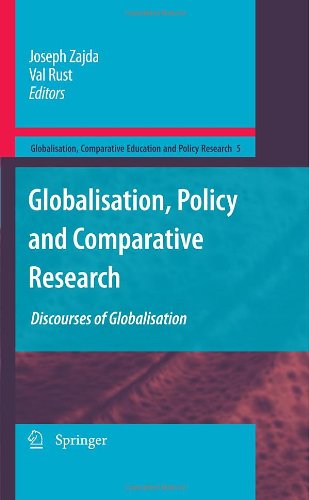 Joseph Zajda
Val Rust
Editors
Globalisation, Comparative Education and Policy Research 5
Globalisation, Policy
and Comparative
Research
Discourses of Globalisation
Springer